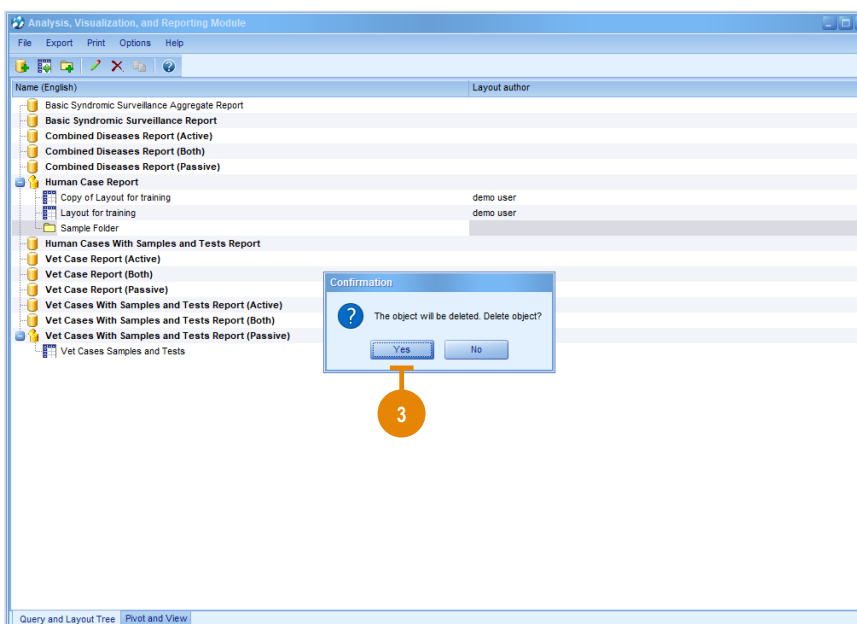 Analysis, Visualization, and Reporting Module
File Export Print Options Help
Name (English) Layout author
Basic Syndromic Surveillance Aggregate Report
Basic Syndromic Surveillance Report
Combined Diseases Report (Active)
Combined Diseases Report (Both)
Combined Diseases Report (Passive)
Human Case Report
Copy of Layout for training demo user
Layout for training demo user
Sample Folder
Human Cases With Samples and Tests Report
Vet Case Report (Active)
Vet Case Report (Both)
Vet Case Report (Passive)
Vet Cases With Samples and Tests Report (Active)
Vet Cases With Samples and Tests Report (Both)
Vet Cases With Samples and Tests Report (Passive)
Vet Cases Samples and Tests
Confirmation
The object will be deleted. Delete object?
Yes No
3
Query and Layout Tree Pivot and View